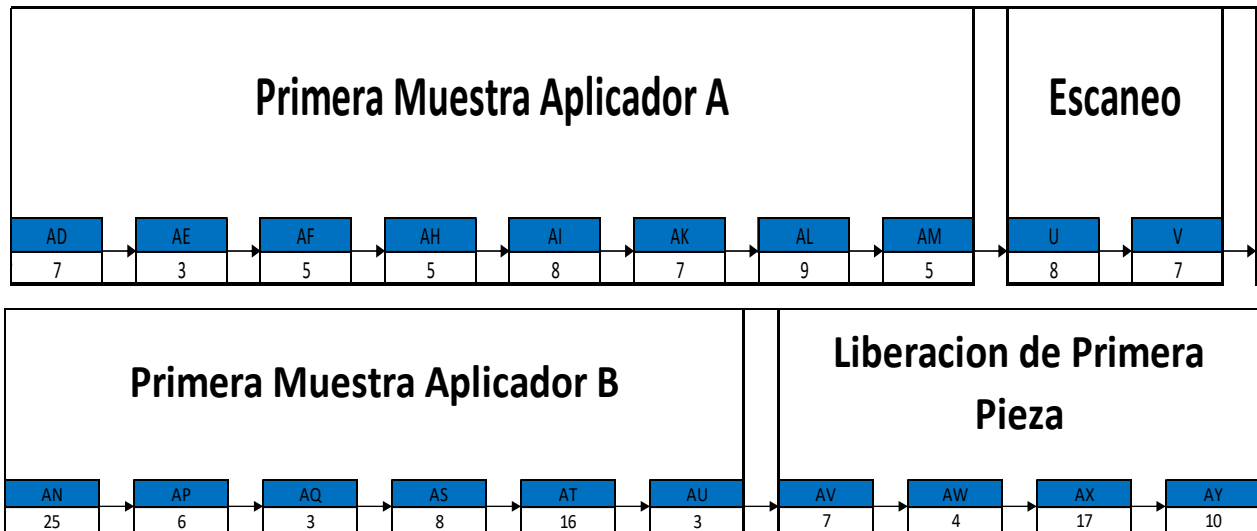 Primera Muestra Aplicador A
Escaneo
AD AE AF AH AI AK AL AM U V
7 3 5 5 8 7 9 5 8 7
Primera Muestra Aplicador B
Liberacion de Primera
Pieza
AN AP AQ AS AT AU AV AW AX AY
25 6 3 8 16 3 7 4 17 10